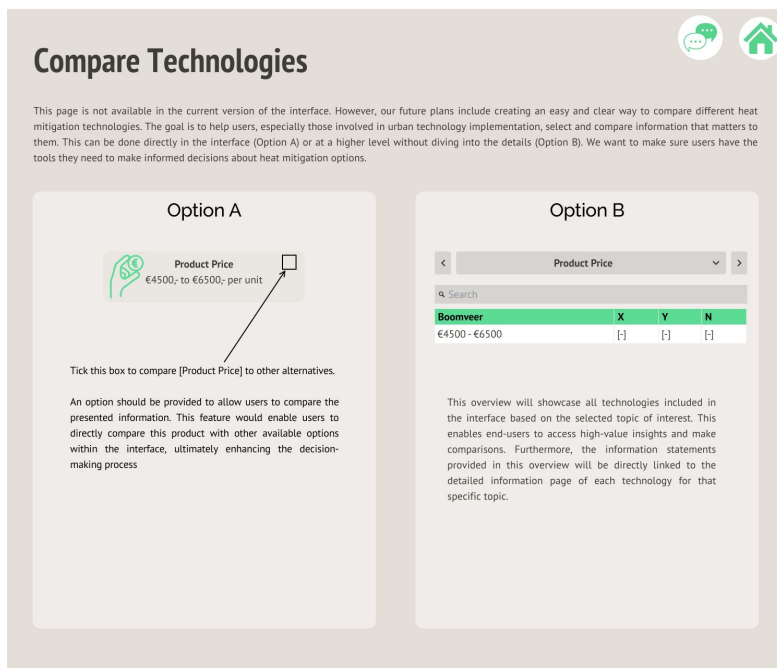 Compare Technologies
This page is not available in the current version of the interface. However, our future plans include creating an easy and clear way to compare different heat
mitigation technologies. The goal is to help users, especially those involved in urban technology implementation, select and compare information that matters to
them. This can be done directly in the interface (Option A) or at a higher level without diving into the details (Option B). We want to make sure users have the
tools they need to make informed decisions about heat mitigation options.
Option A
Product Price
€4500,- to €6500,- per unit
Tick this box to compare [Product Price] to other alternatives.
An option should be provided to allow users to compare the
presented information. This feature would enable users to
directly compare this product with other available options
within the interface, ultimately enhancing the decision-
making process
Option B
< Product Price >
Search
Boomveer X Y N
€4500 - €6500 [-] [-] [-]
This overview will showcase all technologies included in
the interface based on the selected topic of interest. This
enables end-users to access high-value insights and make
comparisons. Furthermore, the information statements
provided in this overview will be directly linked to the
detailed information page of each technology for that
specific topic.